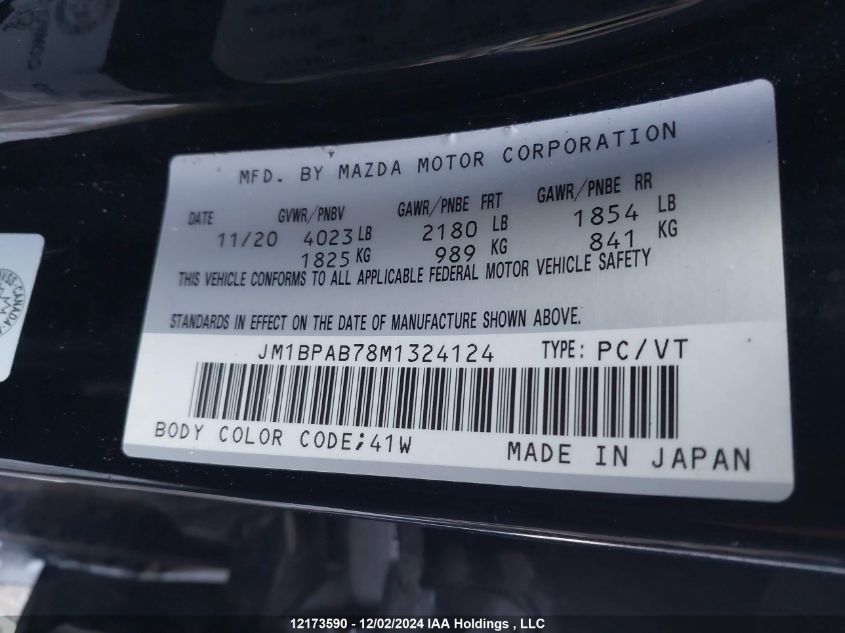 MFD. BY MAZDA MOTOR CORPORATION
DATE GVWR/PNBV GAWR/PNBE FRT GAWR/PNBE RR
11/20 4023 LB 2180 LB 1854 LB
1825 KG 989 KG 841 KG
THIS VEHICLE CONFORMS TO ALL APPLICABLE FEDERAL MOTOR VEHICLE SAFETY
STANDARDS IN EFFECT ON THE DATE OF MANUFACTURE SHOWN ABOVE.
JM1BPAB78M1324124 TYPE: PC/VT
BODY COLOR CODE;41W MADE IN JAPAN
CANADA
12173590 - 12/02/2024 IAA Holdings , LLC